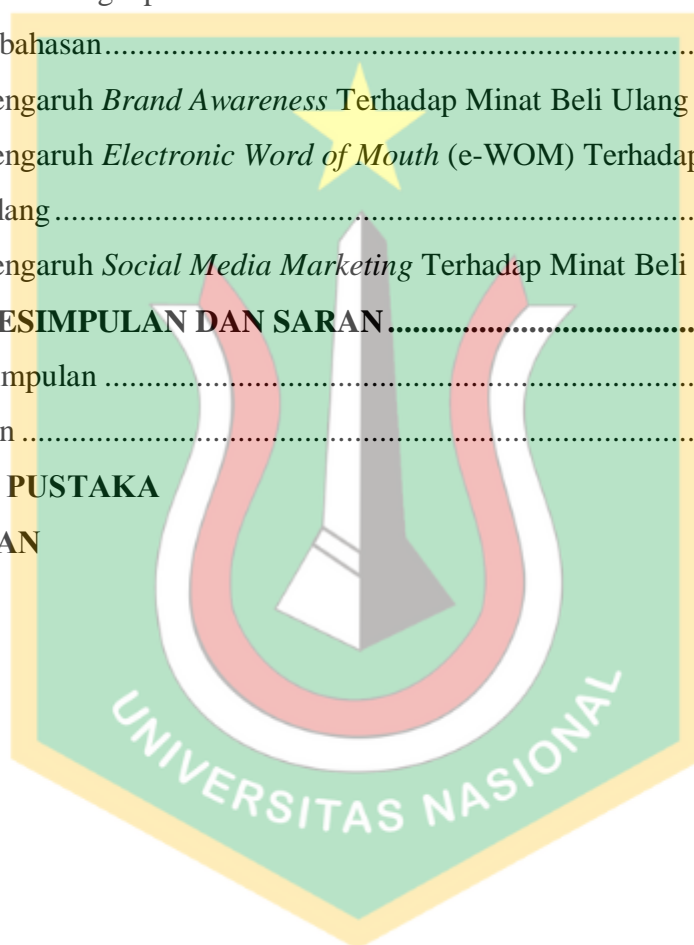 bahasan........................................................................
engaruh Brand Awareness Terhadap Minat Beli Ulang
engaruh Electronic Word of Mouth (e-WOM) Terhadap
lang..............................................................................
engaruh Social Media Marketing Terhadap Minat Beli
ESIMPULAN DAN SARAN.....................................
mpulan ........................................................................
n ...................................................................................
PUSTAKA
AN
UNIVERSITAS NASIONAL